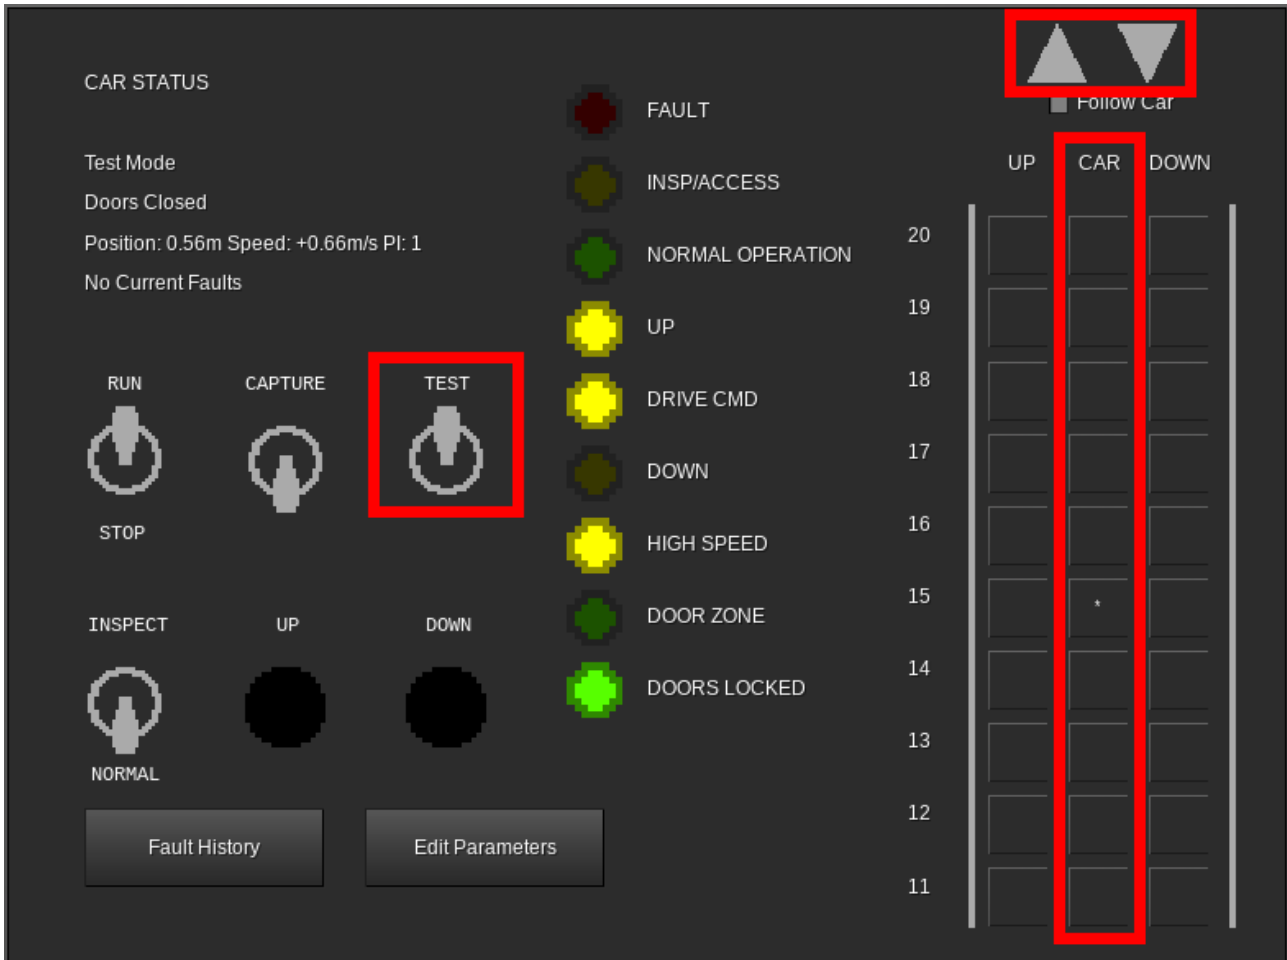 CAR STATUS
Test Mode
Doors Closed
Position: 0.56m Speed: +0.66m/s PI: 1
No Current Faults
RUN
CAPTURE
TEST
STOP
INSPECT
UP
DOWN
NORMAL
Fault History
Edit Parameters
FAULT
INSP/ACCESS
NORMAL OPERATION
UP
DRIVE CMD
DOWN
HIGH SPEED
DOOR ZONE
DOORS LOCKED
Follow Car
UP CAR DOWN
20
19
18
17
16
15 *
14
13
12
11